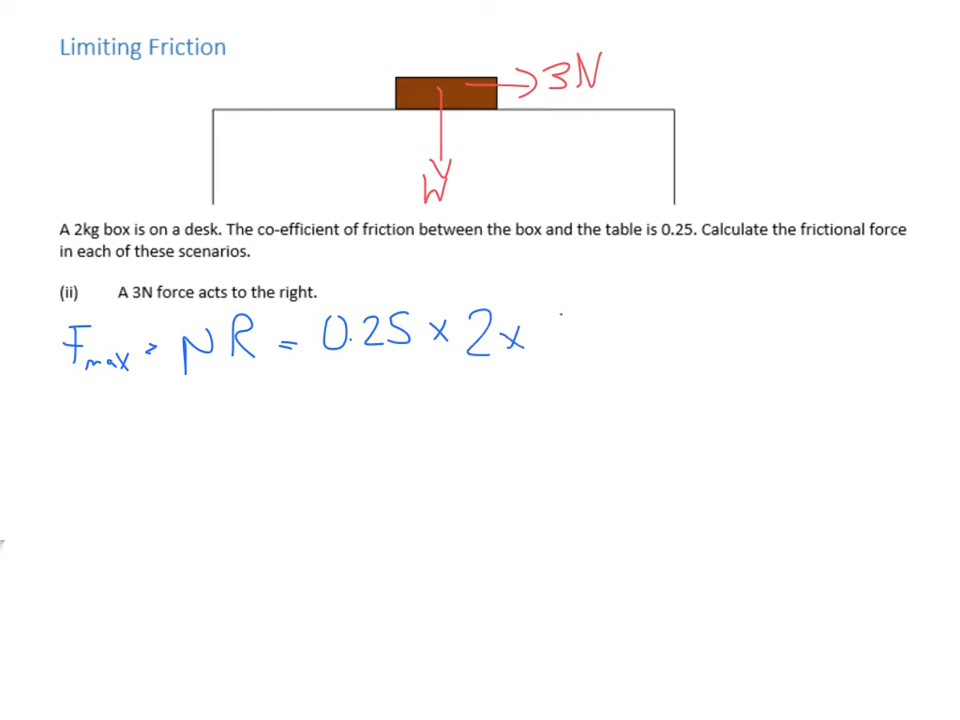 Limiting Friction
3N
W
A 2kg box is on a desk. The co-efficient of friction between the box and the table is 0.25. Calculate the frictional force
in each of these scenarios.
(ii) A 3N force acts to the right.
Fmax = μR = 0.25 × 2 ×